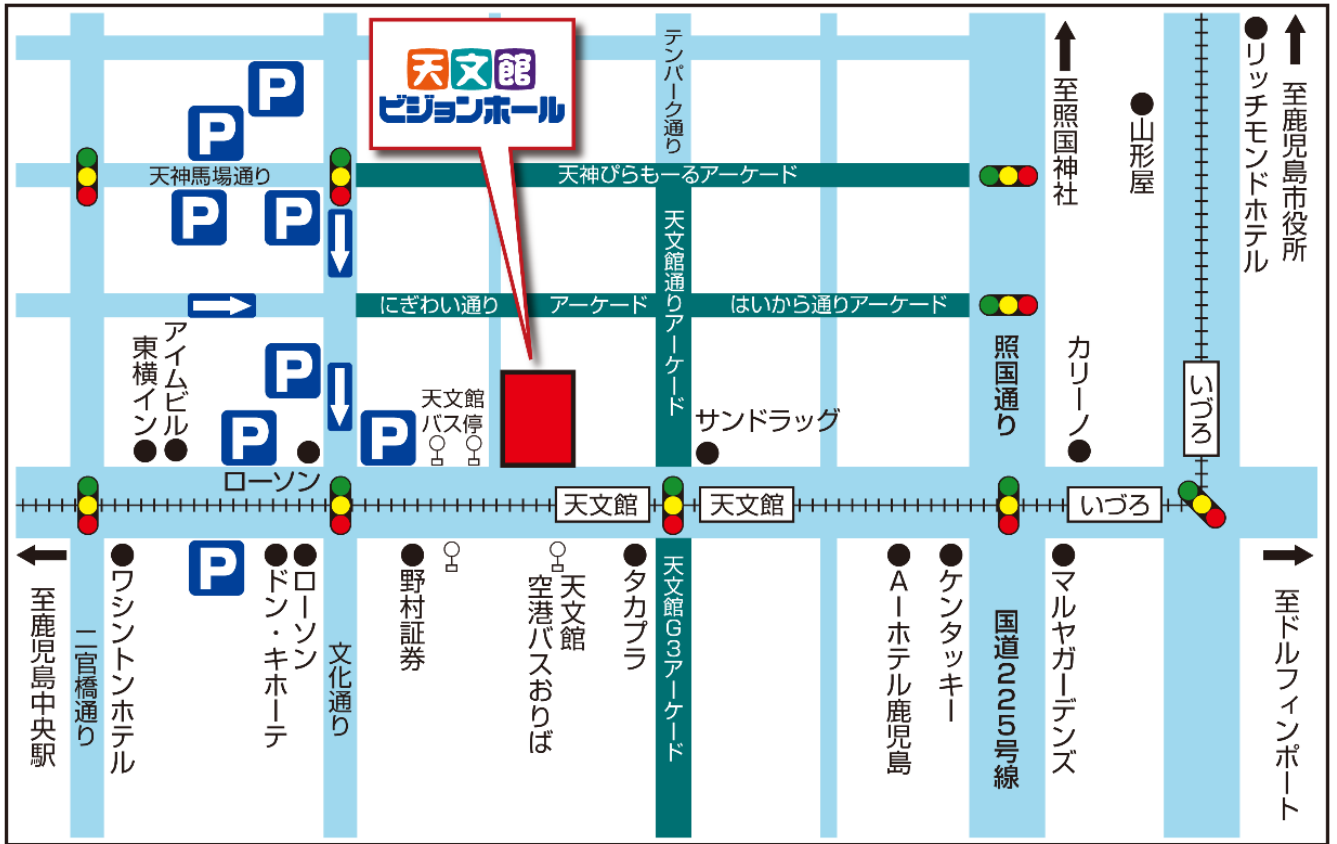 天文館
ビジョンホール
テンパーク通り
至照国神社
山形屋
リッチモンドホテル
至鹿児島市役所
P
P
天神馬場通り
天神ぴらもーるアーケード
P
P
天文館通りアーケード
にぎわい通り
アーケード
はいから通りアーケード
東横イン
アイムビル
P
天文館
バス停
照国通り
カリーノ
いづろ
P
P
サンドラッグ
ローソン
天文館
天文館
いづろ
至鹿児島中央駅
二官橋通り
ワシントンホテル
P
ドン・キホーテ
ローソン
文化通り
野村証券
天文館
空港バスおりば
タカプラ
天文館G3アーケード
A-ホテル鹿児島
ケンタッキー
国道225号線
マルヤガーデンズ
至ドルフィンポート